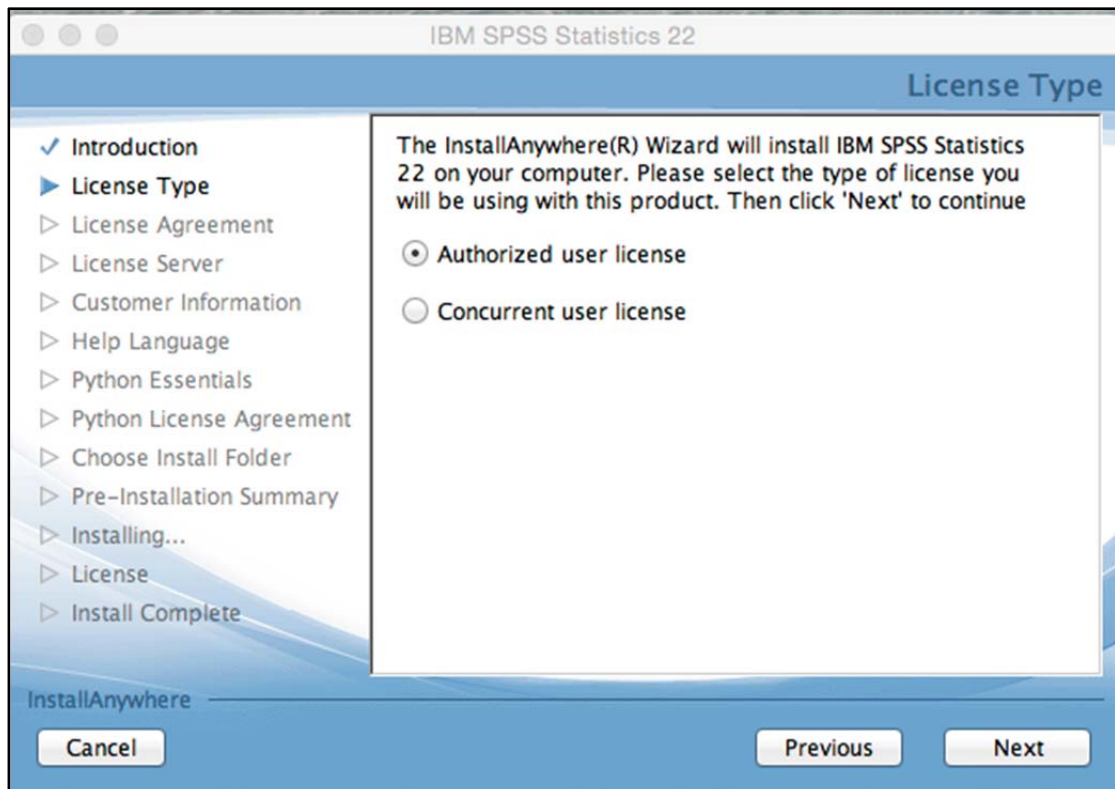 IBM SPSS Statistics 22
License Type
Introduction
License Type
License Agreement
License Server
Customer Information
Help Language
Python Essentials
Python License Agreement
Choose Install Folder
Pre-Installation Summary
Installing...
License
Install Complete
The InstallAnywhere(R) Wizard will install IBM SPSS Statistics
22 on your computer. Please select the type of license you
will be using with this product. Then click 'Next' to continue
Authorized user license
Concurrent user license
InstallAnywhere
Cancel
Previous
Next